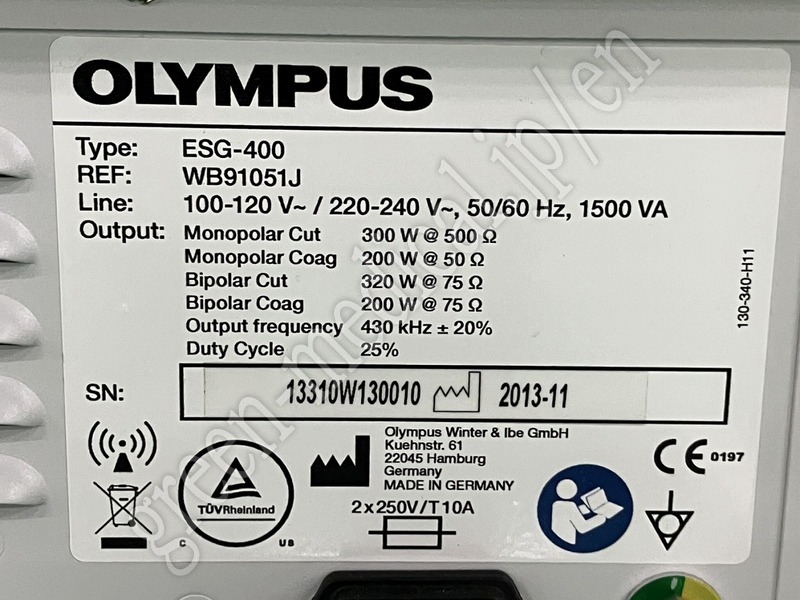 OLYMPUS
Type: ESG-400
REF: WB91051J
Line: 100-120 V~ / 220-240 V~, 50/60 Hz, 1500 VA
Output: Monopolar Cut 300 W @ 500 Ω
Monopolar Coag 200 W @ 50 Ω
Bipolar Cut 320 W @ 75 Ω
Bipolar Coag 200 W @ 75 Ω
Output frequency 430 kHz ± 20%
Duty Cycle 25%
130-340-H11
SN: 13310W130010 2013-11
Olympus Winter & Ibe GmbH
Kuehnstr. 61
22045 Hamburg
Germany
MADE IN GERMANY
CE 0197
TÜVRheinland
C US
2x250V/T10A
green-medical.jp/en